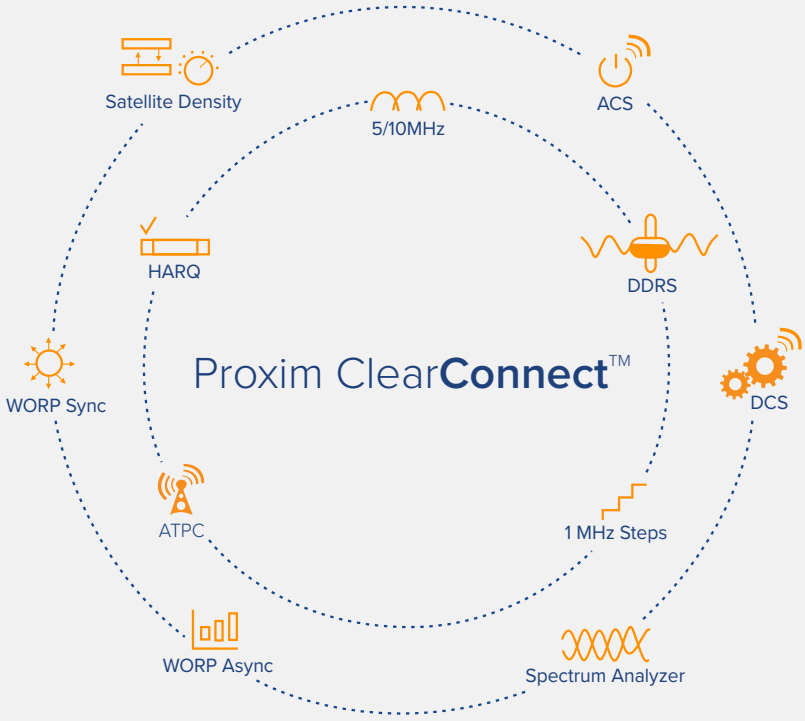 Satellite Density
ACS
5/10MHz
HARQ
DDRS
Proxim ClearConnect™
WORP Sync
DCS
ATPC
1 MHz Steps
WORP Async
Spectrum Analyzer